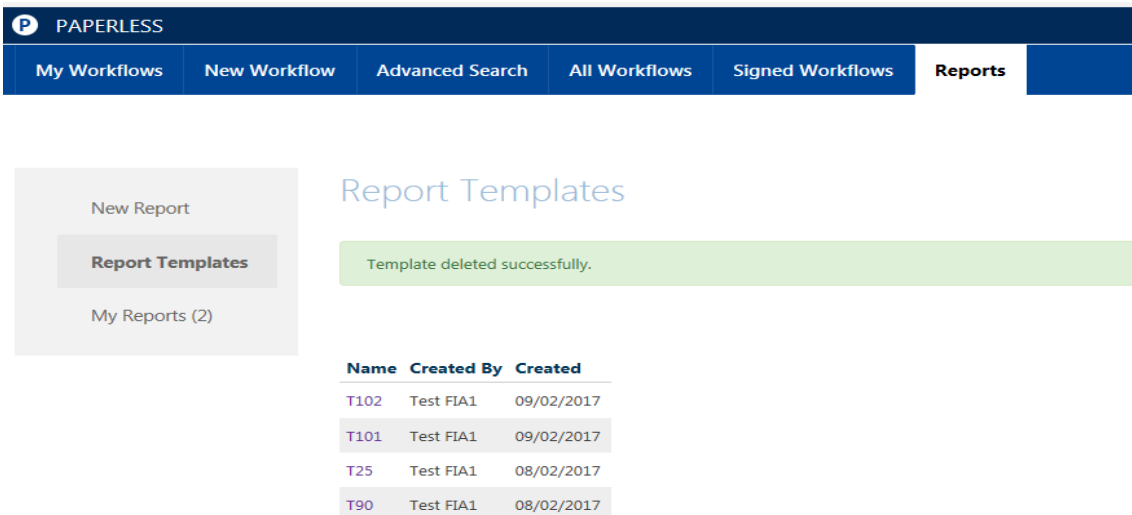 P PAPERLESS
My Workflows New Workflow Advanced Search All Workflows Signed Workflows Reports
New Report
Report Templates
My Reports (2)
Report Templates
Template deleted successfully.
Name Created By Created
T102 Test FIA1 09/02/2017
T101 Test FIA1 09/02/2017
T25 Test FIA1 08/02/2017
T90 Test FIA1 08/02/2017